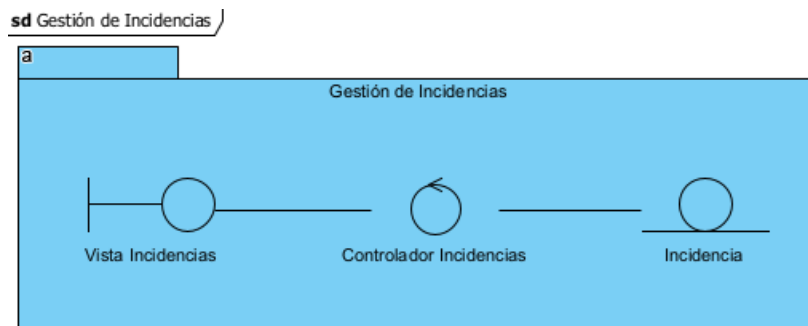 sd Gestión de Incidencias
a
Gestión de Incidencias
Vista Incidencias
Controlador Incidencias
Incidencia